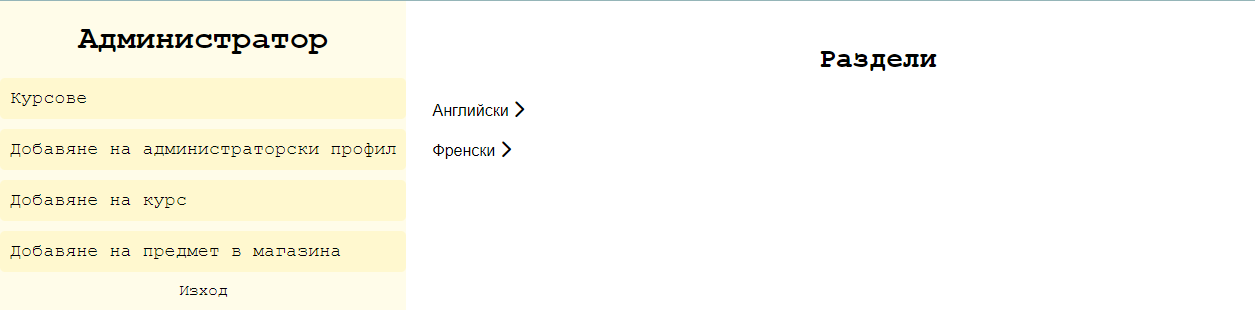 Администратор
Курсове
Добавяне на администраторски профил
Добавяне на курс
Добавяне на предмет в магазина
Изход
Раздели
Английски
Френски